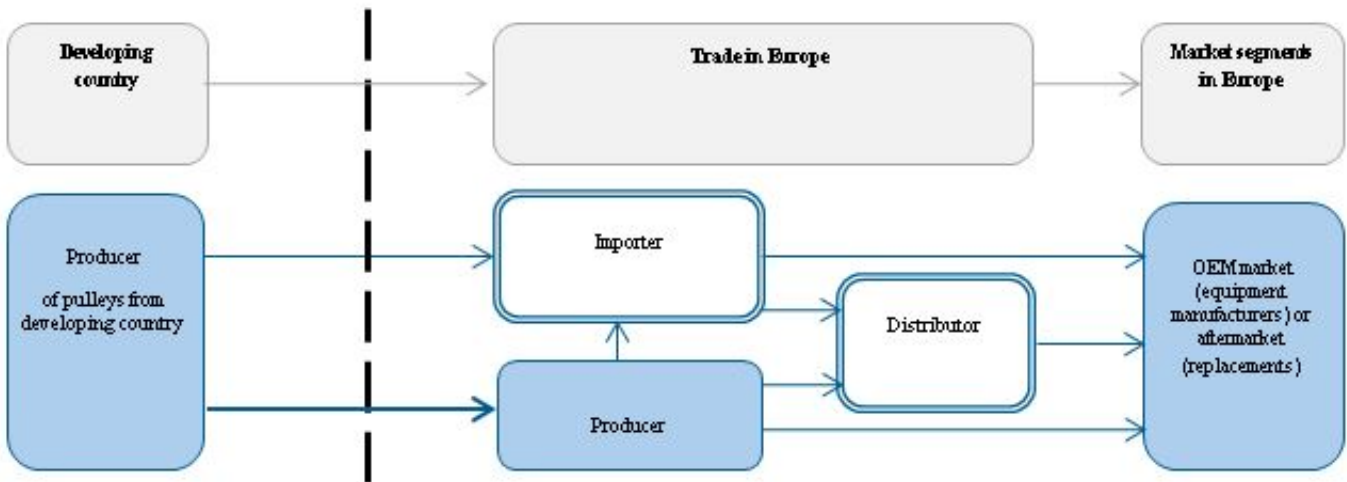 Developing
country
Trade in Europe
Market segments
in Europe
Producer
of pulleys from
developing country
Importer
Distributor
Producer
OEM market
(equipment
manufacturers) or
aftermarket
(replacements)